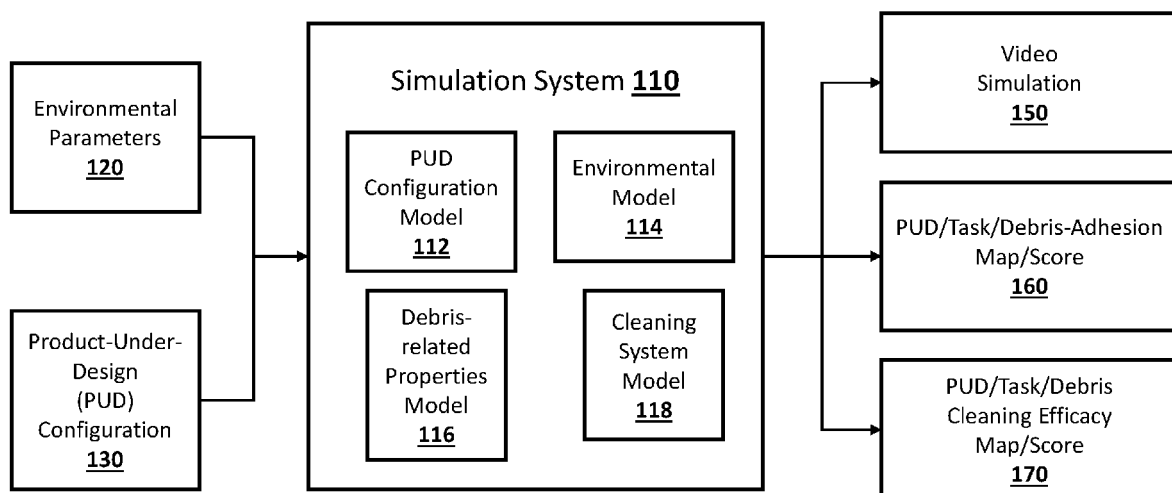 Environmental
Parameters
120
Product-Under-
Design
(PUD)
Configuration
130
Simulation System 110
PUD
Configuration
Model
112
Environmental
Model
114
Debris-
related
Properties
Model
116
Cleaning
System
Model
118
Video
Simulation
150
PUD/Task/Debris-Adhesion
Map/Score
160
PUD/Task/Debris
Cleaning Efficacy
Map/Score
170